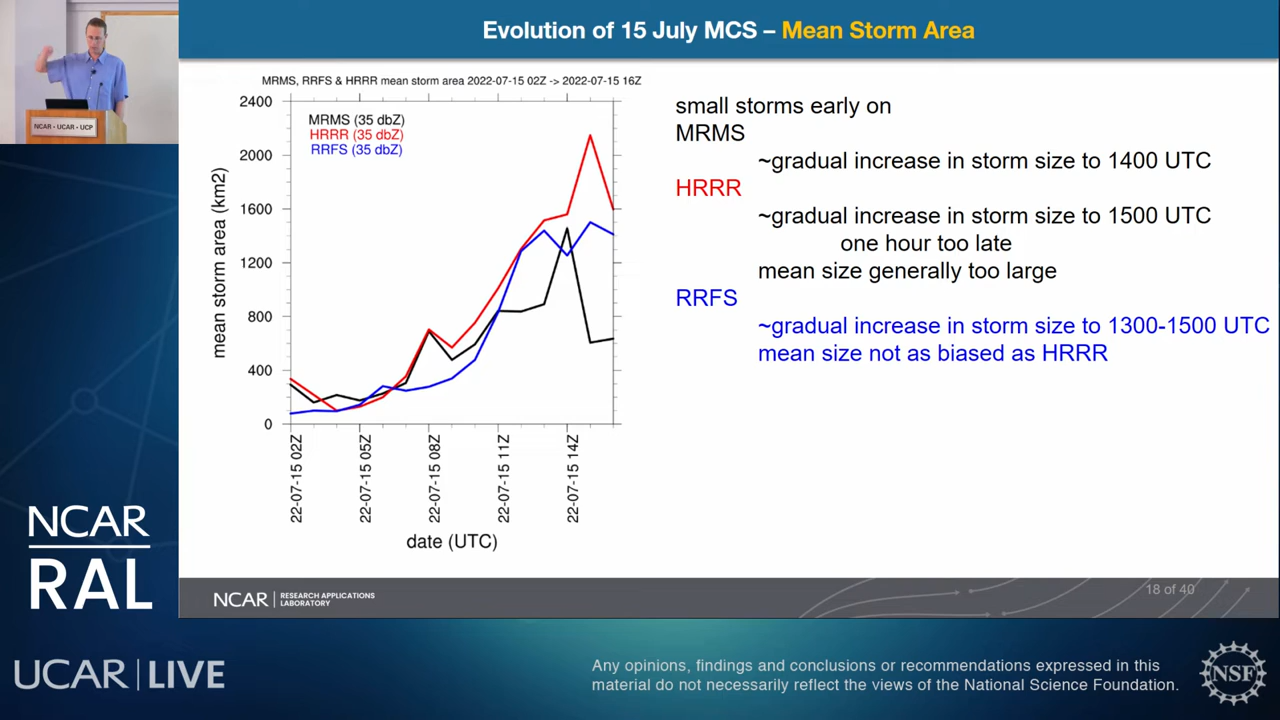 Evolution of 15 July MCS – Mean Storm Area
NCAR • UCAR • UCP
MRMS, RRFS & HRRR mean storm area 2022-07-15 02Z -> 2022-07-15 16Z
MRMS (35 dbZ)
HRRR (35 dbZ)
RRFS (35 dbZ)
2400
2000
1600
1200
800
400
0
mean storm area (km2)
22-07-15 02Z
22-07-15 05Z
22-07-15 08Z
22-07-15 11Z
22-07-15 14Z
date (UTC)
small storms early on
MRMS
~gradual increase in storm size to 1400 UTC
HRRR
~gradual increase in storm size to 1500 UTC
one hour too late
mean size generally too large
RRFS
~gradual increase in storm size to 1300-1500 UTC
mean size not as biased as HRRR
NCAR
RAL
NCAR | RESEARCH APPLICATIONS
LABORATORY
18 of 40
UCAR | LIVE
Any opinions, findings and conclusions or recommendations expressed in this
material do not necessarily reflect the views of the National Science Foundation.
NSF